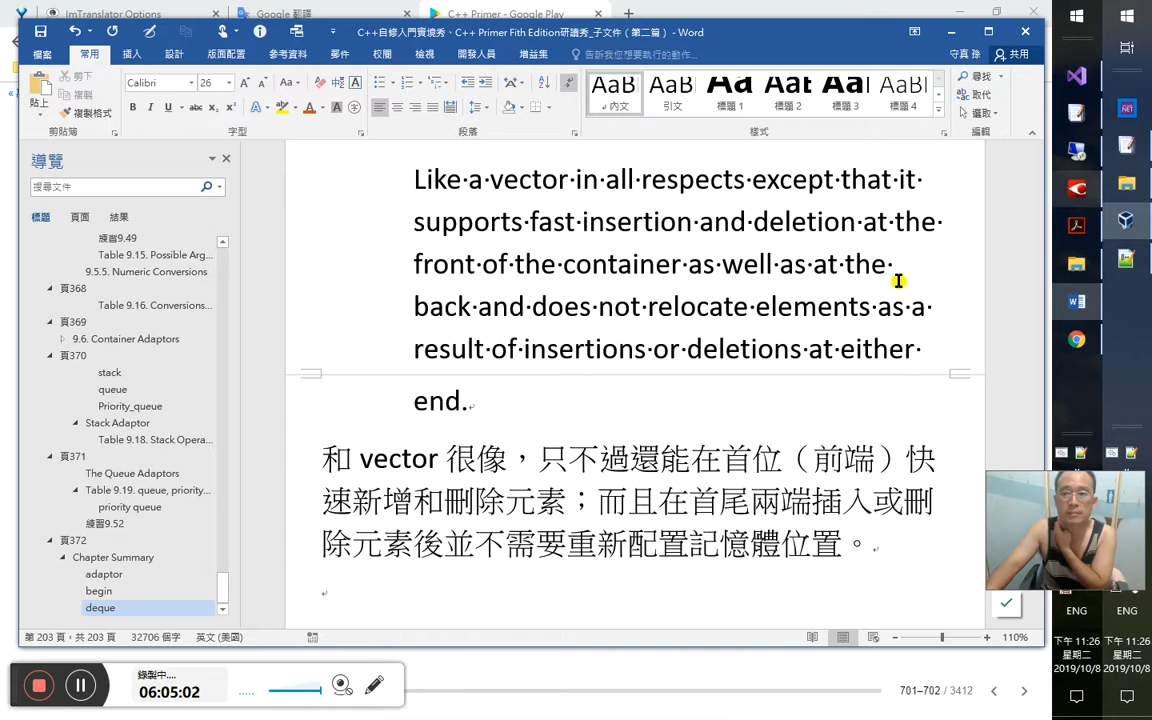 ImTranslator Options
Google 翻譯
C++ Primer - Google Play
C++自修入門實境秀、C++ Primer Fifth Edition研讀秀_子文件（第二篇） - Word
檔案 常用 插入 設計 版面配置 參考資料 郵件 校閱 檢視 開發人員 增益集 告訴我您想要執行的動作... 守真 孫 共用
貼上 剪下 複製 複製格式
Calibri 26
內文 引文 標題 1 標題 2 標題 3 標題 4
尋找 取代 選取
剪貼簿 字型 段落 樣式 編輯
導覽
搜尋文件
標題 頁面 結果
練習9.49
Table 9.15. Possible Arg...
9.5.5. Numeric Conversions
頁368
Table 9.16. Conversions...
頁369
9.6. Container Adaptors
頁370
stack
queue
Priority_queue
Stack Adaptor
Table 9.18. Stack Opera...
頁371
The Queue Adaptors
Table 9.19. queue, priority...
priority queue
練習9.52
頁372
Chapter Summary
adaptor
begin
deque
Like a vector in all respects except that it
supports fast insertion and deletion at the
front of the container as well as at the
back and does not relocate elements as a
result of insertions or deletions at either
end.
和 vector 很像，只不過還能在首位（前端）快
速新增和刪除元素；而且在首尾兩端插入或刪
除元素後並不需要重新配置記憶體位置。
第 203 頁，共 203 頁 32706 個字 英文 (美國) 110%
錄製中....
06:05:02
701–702 / 3412
ENG ENG
下午 11:26 下午 11:26
星期二 星期二
2019/10/8 2019/10/8